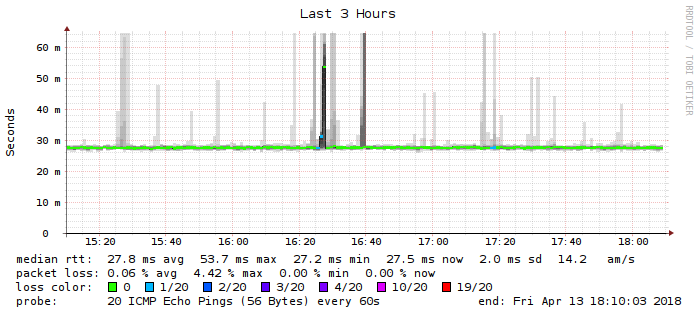 Last 3 Hours
RRDTOOL / TOBI OETIKER
Seconds
60 m
50 m
40 m
30 m
20 m
10 m
0
15:20 15:40 16:00 16:20 16:40 17:00 17:20 17:40 18:00
median rtt: 27.8 ms avg 53.7 ms max 27.2 ms min 27.5 ms now 2.0 ms sd 14.2 am/s
packet loss: 0.06 % avg 4.42 % max 0.00 % min 0.00 % now
loss color: 0 1/20 2/20 3/20 4/20 10/20 19/20
probe: 20 ICMP Echo Pings (56 Bytes) every 60s end: Fri Apr 13 18:10:03 2018